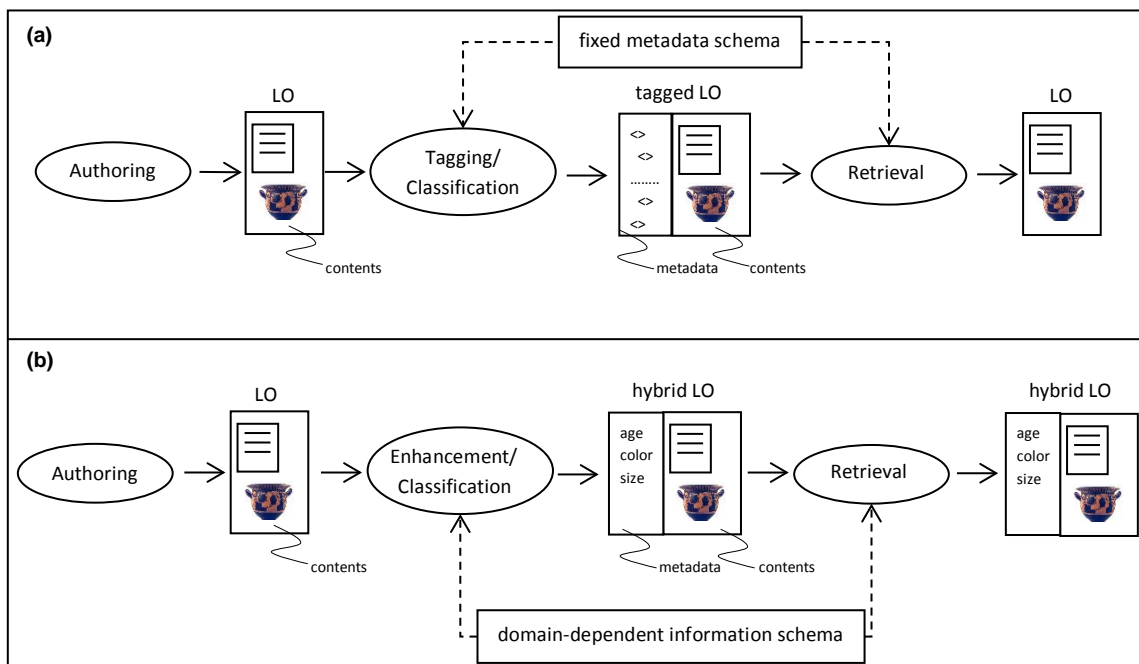 (a)
fixed metadata schema
LO
tagged LO
LO
Authoring
Tagging/
Classification
<>
<>
........
<>
<>
Retrieval
contents
metadata
contents
(b)
LO
hybrid LO
hybrid LO
Authoring
Enhancement/
Classification
age
color
size
Retrieval
age
color
size
contents
metadata
contents
domain-dependent information schema